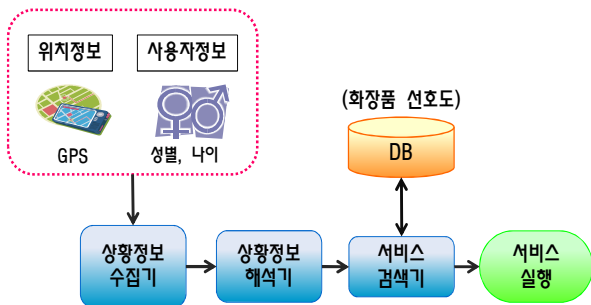 위치정보
사용자정보
GPS
성별, 나이
(화장품 선호도)
DB
상황정보
수집기
상황정보
해석기
서비스
검색기
서비스
실행